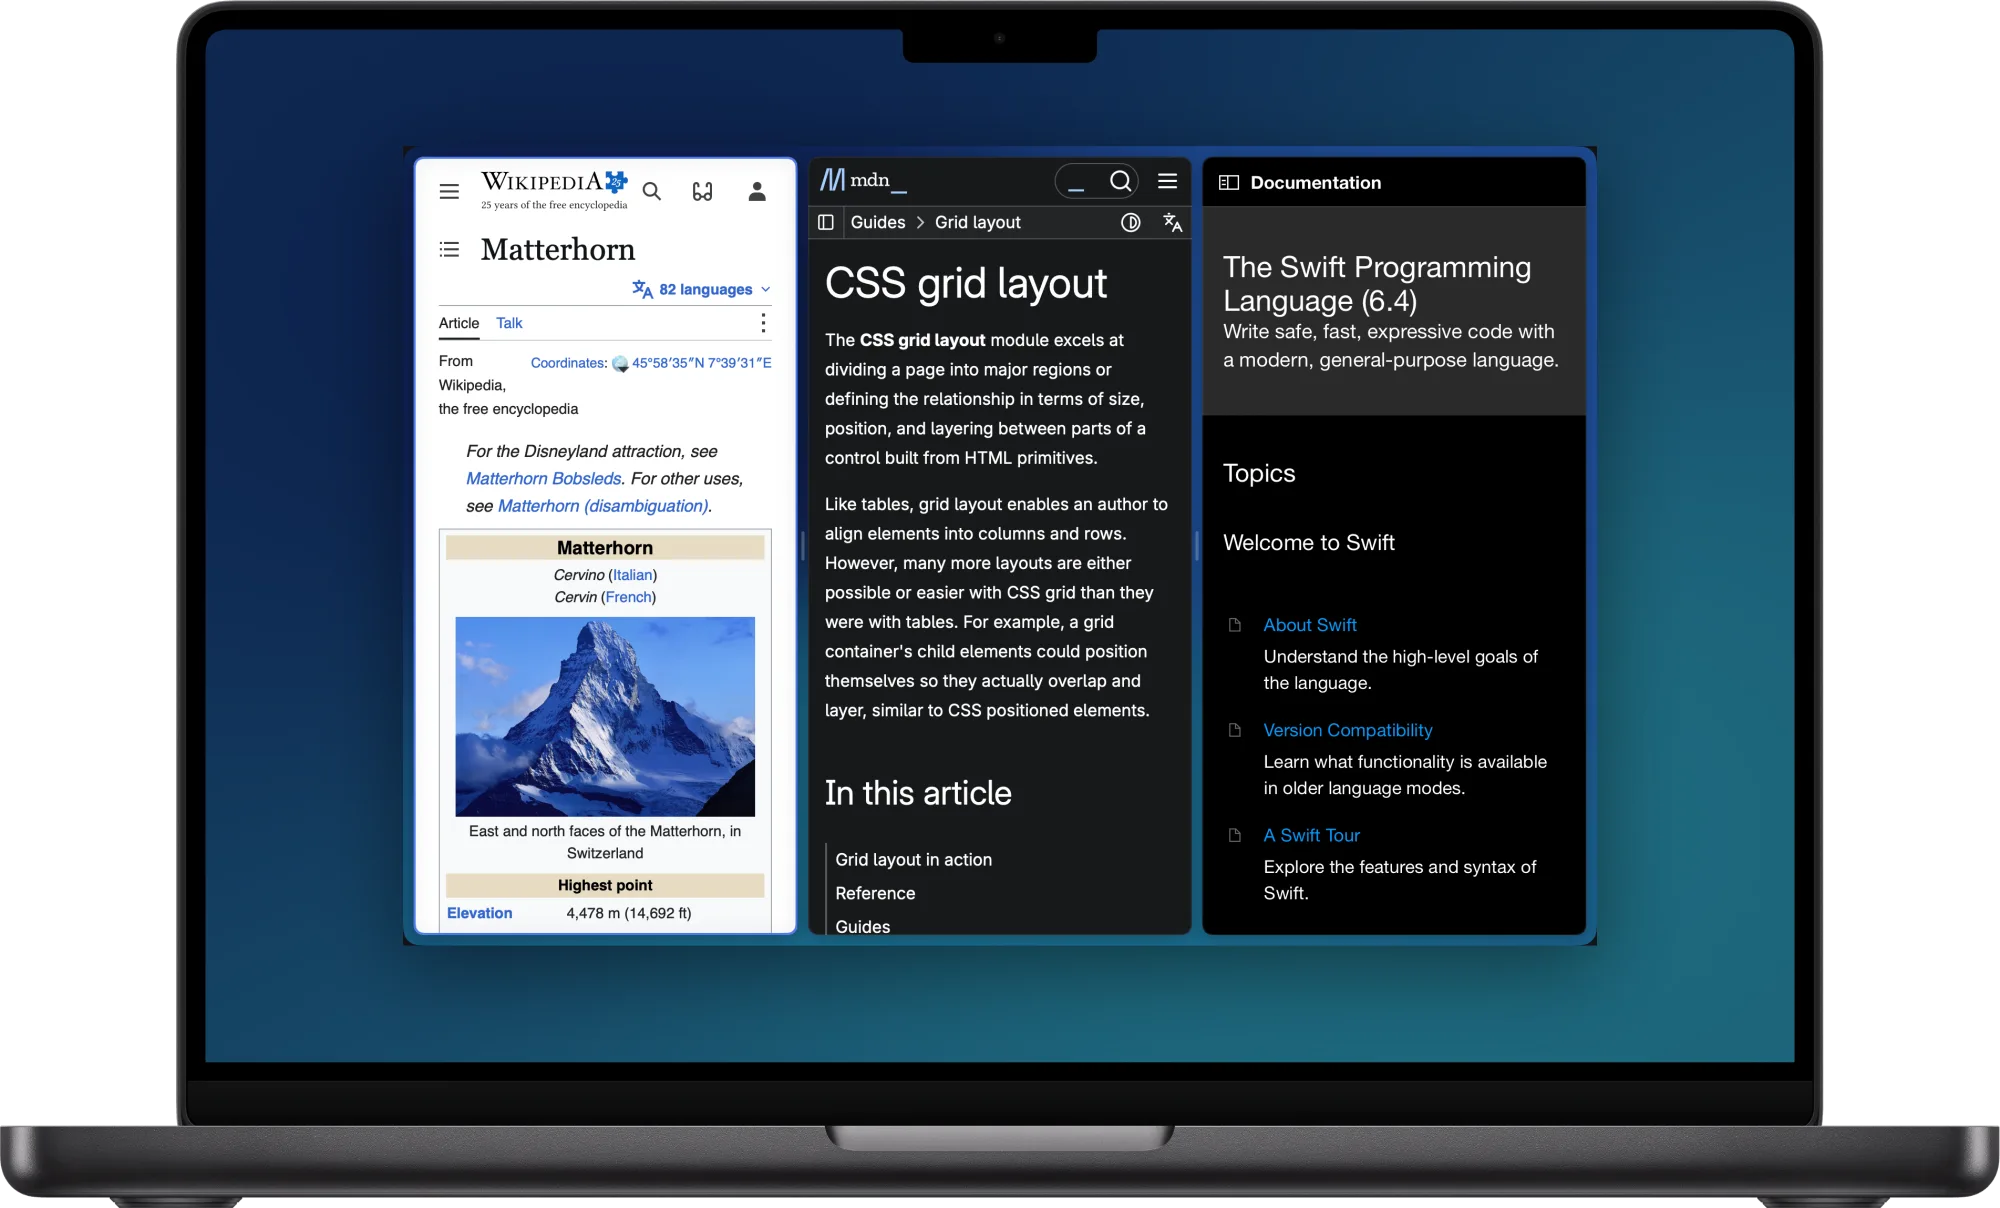 WIKIPEDIA 25
25 years of the free encyclopedia
Matterhorn
82 languages
Article Talk
From
Wikipedia,
the free encyclopedia
Coordinates: 45°58′35″N 7°39′31″E
For the Disneyland attraction, see
Matterhorn Bobsleds. For other uses,
see Matterhorn (disambiguation).
Matterhorn
Cervino (Italian)
Cervin (French)
East and north faces of the Matterhorn, in
Switzerland
Highest point
Elevation 4,478 m (14,692 ft)
mdn_
Guides > Grid layout
CSS grid layout
The CSS grid layout module excels at
dividing a page into major regions or
defining the relationship in terms of size,
position, and layering between parts of a
control built from HTML primitives.
Like tables, grid layout enables an author to
align elements into columns and rows.
However, many more layouts are either
possible or easier with CSS grid than they
were with tables. For example, a grid
container's child elements could position
themselves so they actually overlap and
layer, similar to CSS positioned elements.
In this article
Grid layout in action
Reference
Guides
Documentation
The Swift Programming
Language (6.4)
Write safe, fast, expressive code with
a modern, general-purpose language.
Topics
Welcome to Swift
About Swift
Understand the high-level goals of
the language.
Version Compatibility
Learn what functionality is available
in older language modes.
A Swift Tour
Explore the features and syntax of
Swift.